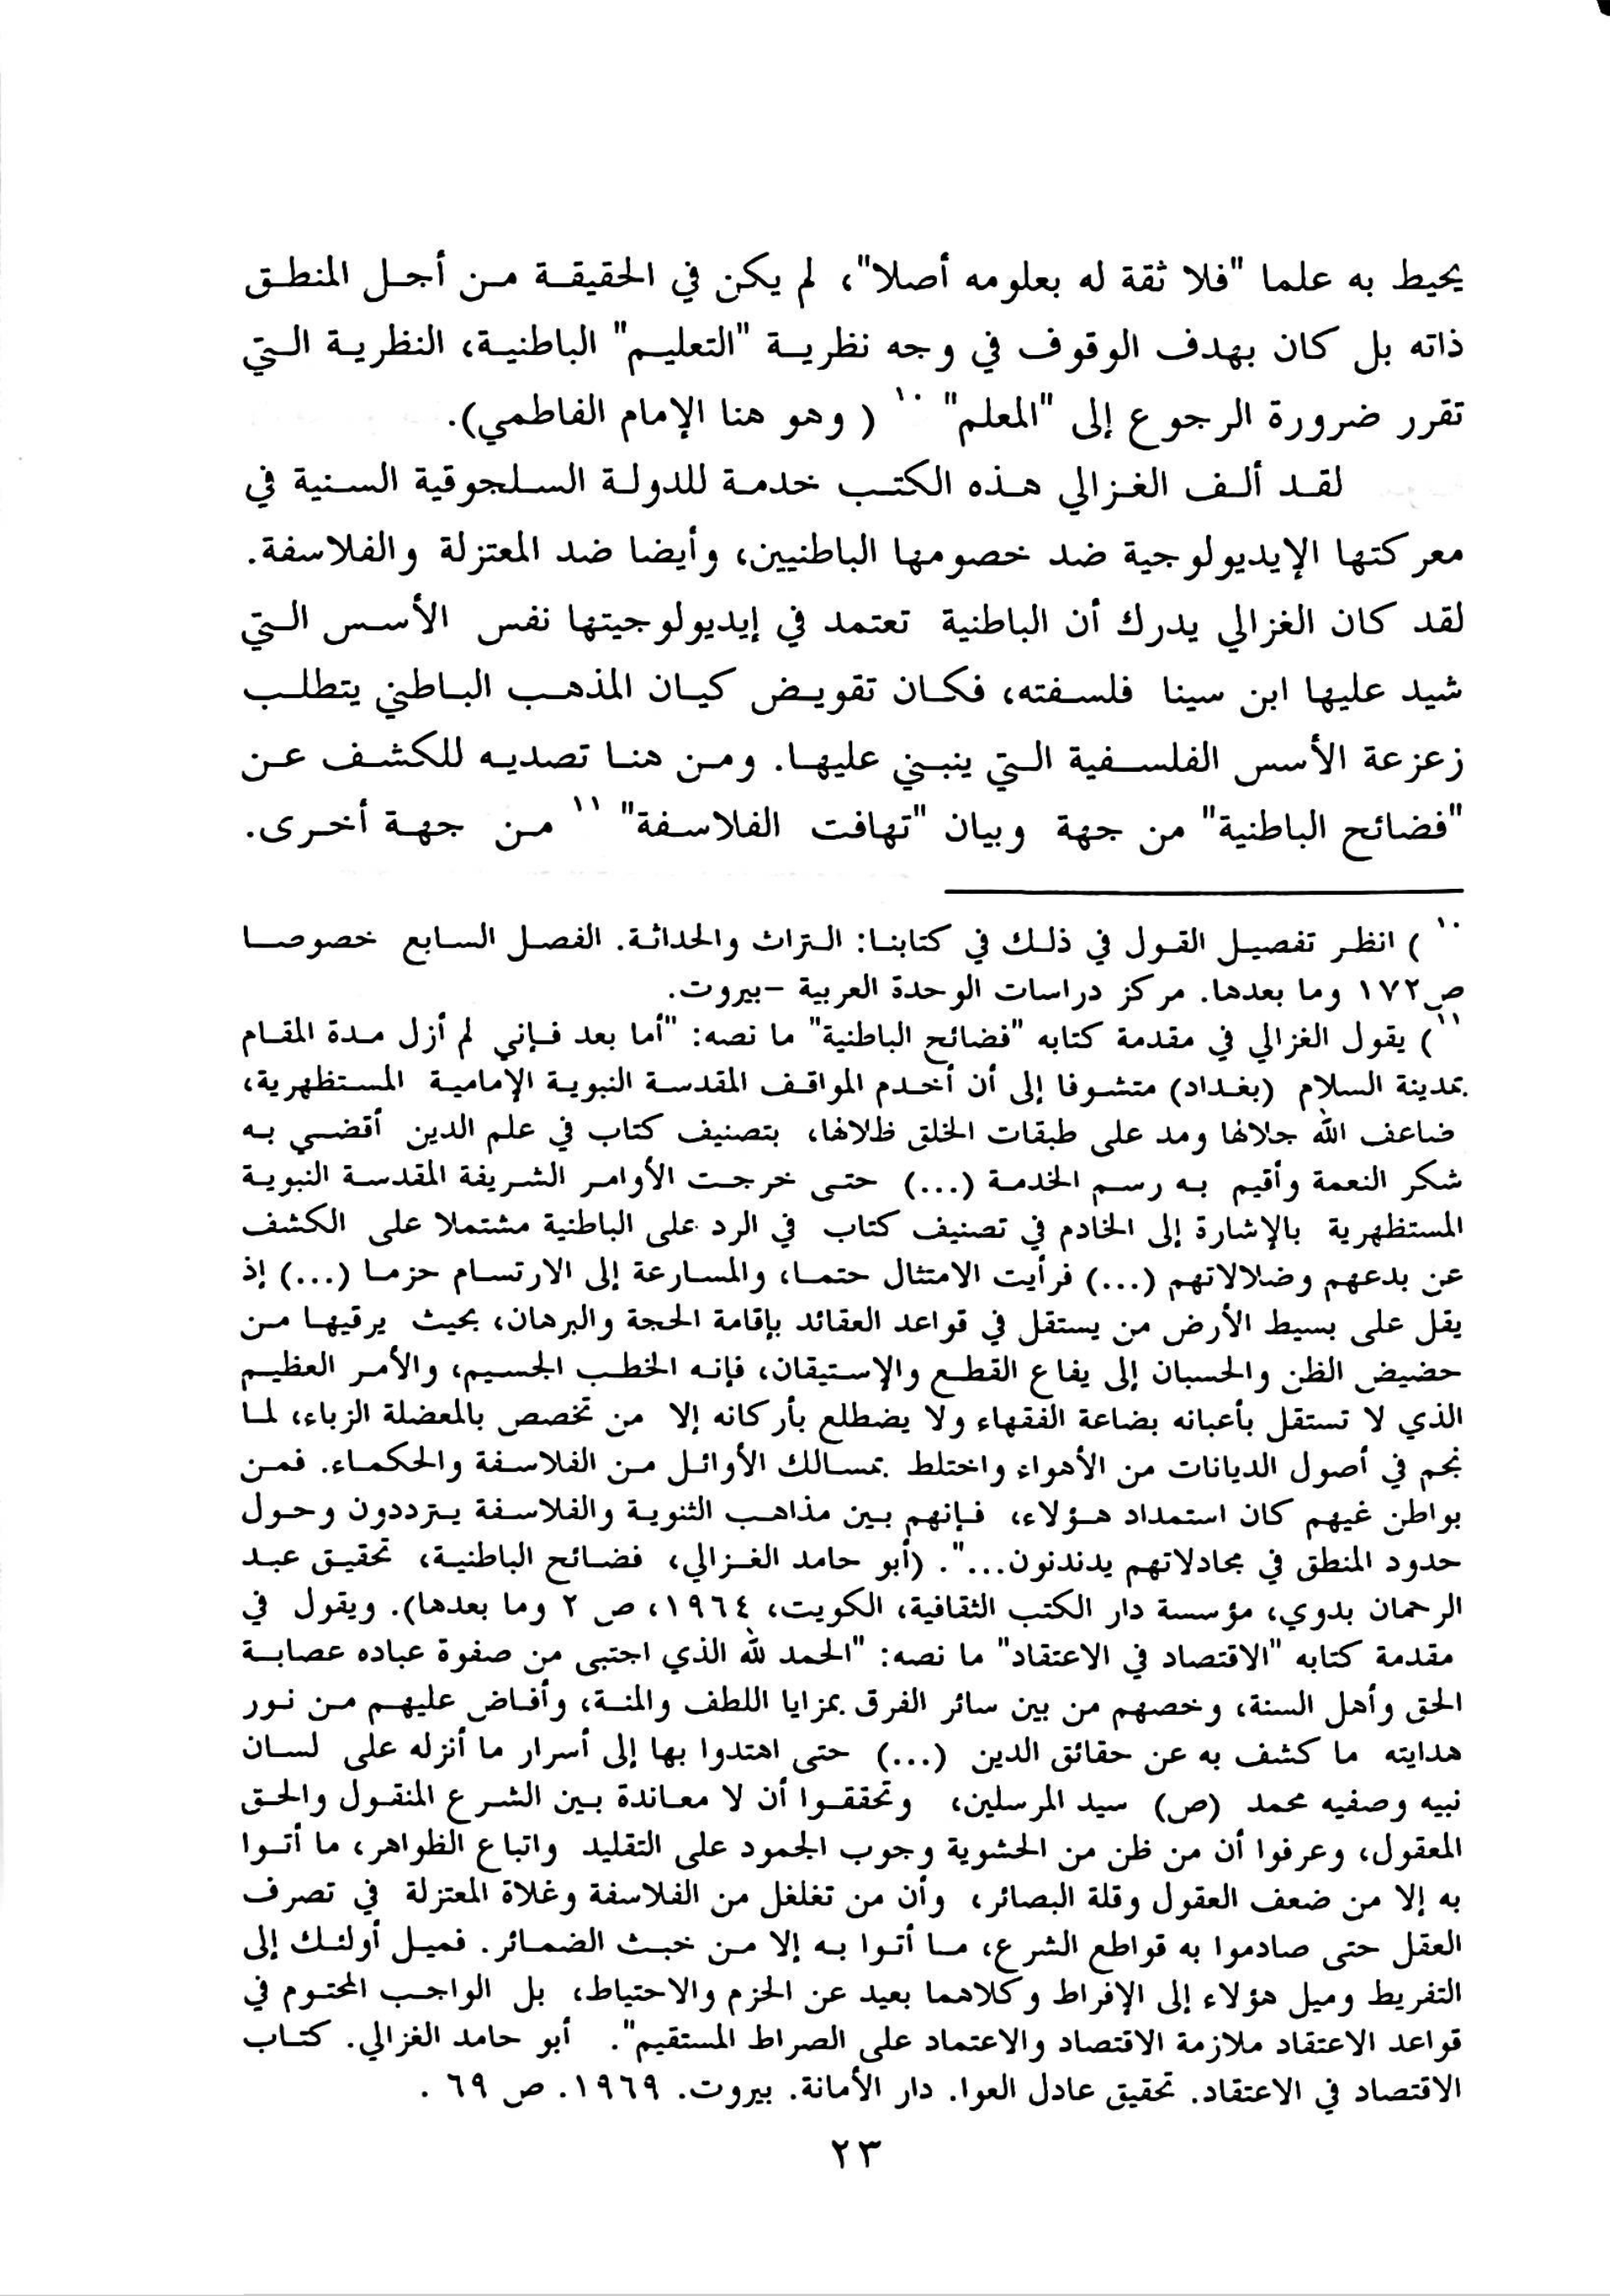 يحيط به علما "فلا ثقة له بعلومه أصلا"، لم يكن في الحقيقة من أجل المنطق
ذاته بل كان بهدف الوقوف في وجه نظرية "التعليم" الباطنية، النظرية التي
تقرر ضرورة الرجوع إلى "المعلم" ١٠ ( وهو هنا الإمام الفاطمي).
لقد ألف الغزالي هذه الكتب خدمة للدولة السلجوقية السنية في
معركتها الإيديولوجية ضد خصومها الباطنيين، وأيضا ضد المعتزلة والفلاسفة.
لقد كان الغزالي يدرك أن الباطنية تعتمد في إيديولوجيتها نفس الأسس التي
شيد عليها ابن سينا فلسفته، فكان تقويض كيان المذهب الباطني يتطلب
زعزعة الأسس الفلسفية التي ينبني عليها. ومن هنا تصديه للكشف عن
"فضائح الباطنية" من جهة وبيان "تهافت الفلاسفة" ١١ من جهة أخرى.
١٠ ) انظر تفصيل القول في ذلك في كتابنا: التراث والحداثة. الفصل السابع خصوصا
ص١٧٢ وما بعدها. مركز دراسات الوحدة العربية –بيروت.
١١ ) يقول الغزالي في مقدمة كتابه "فضائح الباطنية" ما نصه: "أما بعد فإني لم أزل مدة المقام
بمدينة السلام (بغداد) متشوفا إلى أن أخدم المواقف المقدسة النبوية الإمامية المستظهرية،
ضاعف الله جلالها ومد على طبقات الخلق ظلالها، بتصنيف كتاب في علم الدين أقضي به
شكر النعمة وأقيم به رسم الخدمة (...) حتى خرجت الأوامر الشريفة المقدسة النبوية
المستظهرية بالإشارة إلى الخادم في تصنيف كتاب في الرد على الباطنية مشتملا على الكشف
عن بدعهم وضلالاتهم (...) فرأيت الامتثال حتما، والمسارعة إلى الارتسام حزما (...) إذ
يقل على بسيط الأرض من يستقل في قواعد العقائد بإقامة الحجة والبرهان، بحيث يرقيها من
حضيض الظن والحسبان إلى يفاع القطع والإستيقان، فإنه الخطب الجسيم، والأمر العظيم
الذي لا تستقل بأعبائه بضاعة الفقهاء ولا يضطلع بأركانه إلا من تخصص بالمعضلة الزباء، لما
نجم في أصول الديانات من الأهواء واختلط بمسالك الأوائل من الفلاسفة والحكماء. فمن
بواطن غيهم كان استمداد هؤلاء، فإنهم بين مذاهب الثنوية والفلاسفة يترددون وحول
حدود المنطق في مجادلاتهم يدندنون...". (أبو حامد الغزالي، فضائح الباطنية، تحقيق عبد
الرحمان بدوي، مؤسسة دار الكتب الثقافية، الكويت، ١٩٦٤، ص ٢ وما بعدها). ويقول في
مقدمة كتابه "الاقتصاد في الاعتقاد" ما نصه: "الحمد لله الذي اجتبى من صفوة عباده عصابة
الحق وأهل السنة، وخصهم من بين سائر الفرق بمزايا اللطف والمنة، وأفاض عليهم من نور
هدايته ما كشف به عن حقائق الدين (...) حتى اهتدوا بها إلى أسرار ما أنزله على لسان
نبيه وصفيه محمد (ص) سيد المرسلين، وتحققوا أن لا معاندة بين الشرع المنقول والحق
المعقول، وعرفوا أن من ظن من الحشوية وجوب الجمود على التقليد واتباع الظواهر، ما أتوا
به إلا من ضعف العقول وقلة البصائر، وأن من تغلغل من الفلاسفة وغلاة المعتزلة في تصرف
العقل حتى صادموا به قواطع الشرع، ما أتوا به إلا من خبث الضمائر. فميل أولئك إلى
التفريط وميل هؤلاء إلى الإفراط وكلاهما بعيد عن الحزم والاحتياط، بل الواجب المحتوم في
قواعد الاعتقاد ملازمة الاقتصاد والاعتماد على الصراط المستقيم". أبو حامد الغزالي. كتاب
الاقتصاد في الاعتقاد. تحقيق عادل العوا. دار الأمانة. بيروت. ١٩٦٩. ص ٦٩ .
٢٣